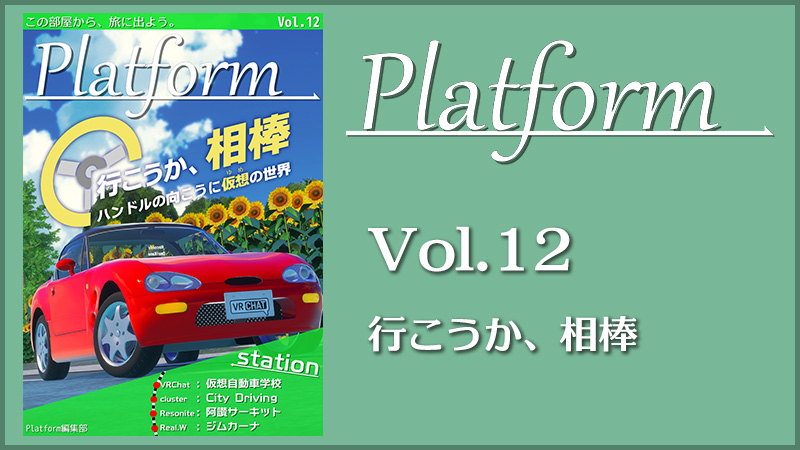 この部屋から、旅に出よう。
Vol.12
Platform
行こうか、相棒
ハンドルの向こうに仮想の世界
ゆめ
VRCHAT
station
VRChat : 仮想自動車学校
cluster : City Driving
Resonite : 阿讃サーキット
Real.W : ジムカーナ
Platform編集部
Platform
Vol.12
行こうか、相棒